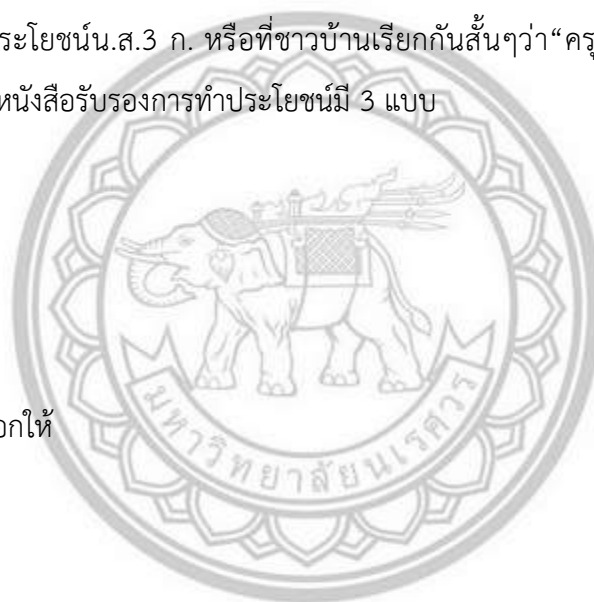 ระโยชน์น.ส.3 ก. หรือที่ชาวบ้านเรียกกันสั้นๆว่า“ครุ
หนังสือรับรองการทำประโยชน์มี 3 แบบ
อกให้
มหาวิทยาลัยนเรศวร